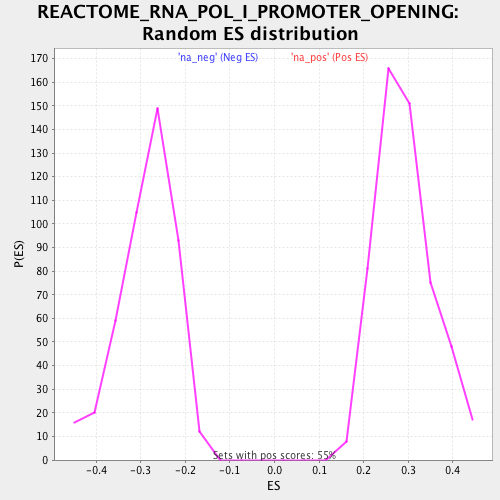 REACTOME_RNA_POL_I_PROMOTER_OPENING:
Random ES distribution
'na_neg' (Neg ES) 'na_pos' (Pos ES)
170
160
150
140
130
120
110
100
90
80
70
60
50
40
30
20
10
0
P(ES)
Sets with pos scores: 55%
-0.4 -0.3 -0.2 -0.1 0.0 0.1 0.2 0.3 0.4
ES